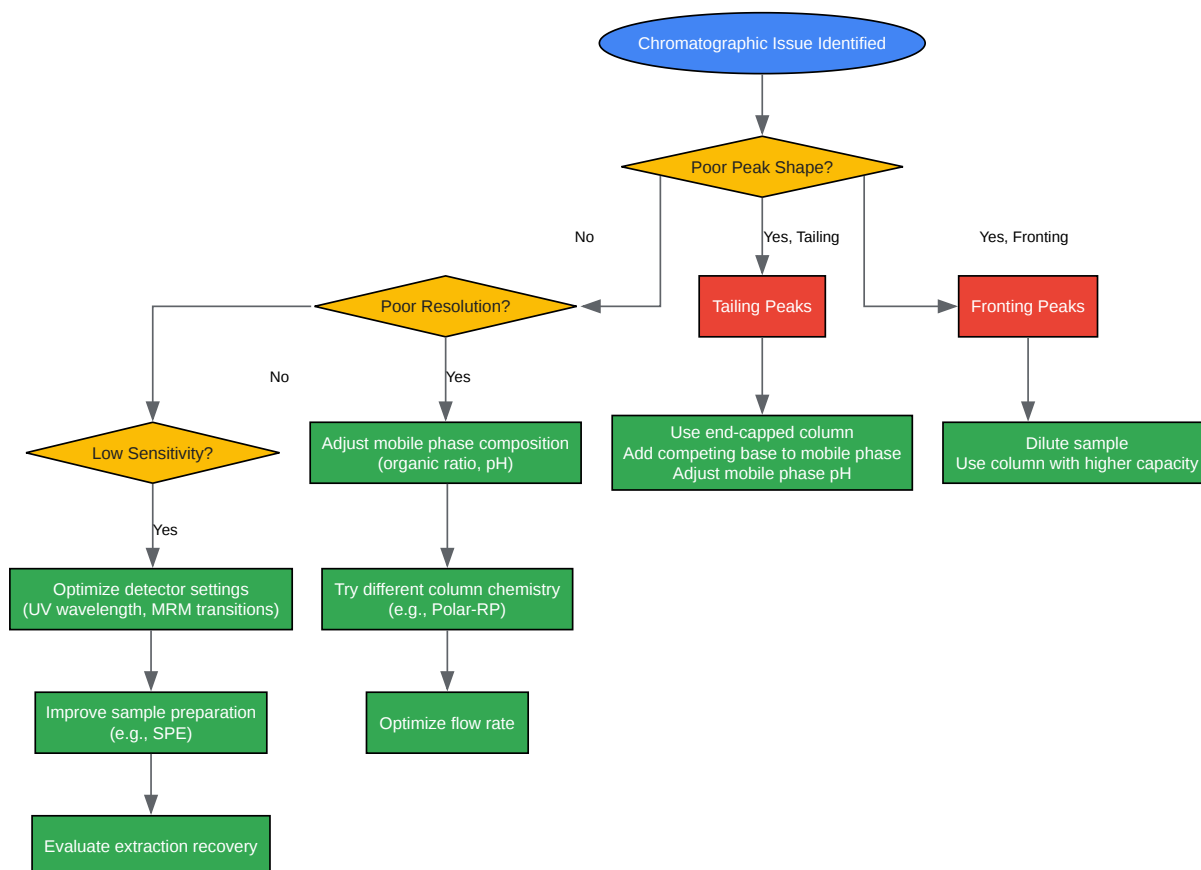 Chromatographic Issue Identified
Poor Peak Shape?
No
Yes, Tailing
Yes, Fronting
Poor Resolution?
Tailing Peaks
Fronting Peaks
No
Yes
Low Sensitivity?
Adjust mobile phase composition
(organic ratio, pH)
Use end-capped column
Add competing base to mobile phase
Adjust mobile phase pH
Dilute sample
Use column with higher capacity
Yes
Optimize detector settings
(UV wavelength, MRM transitions)
Try different column chemistry
(e.g., Polar-RP)
Improve sample preparation
(e.g., SPE)
Optimize flow rate
Evaluate extraction recovery